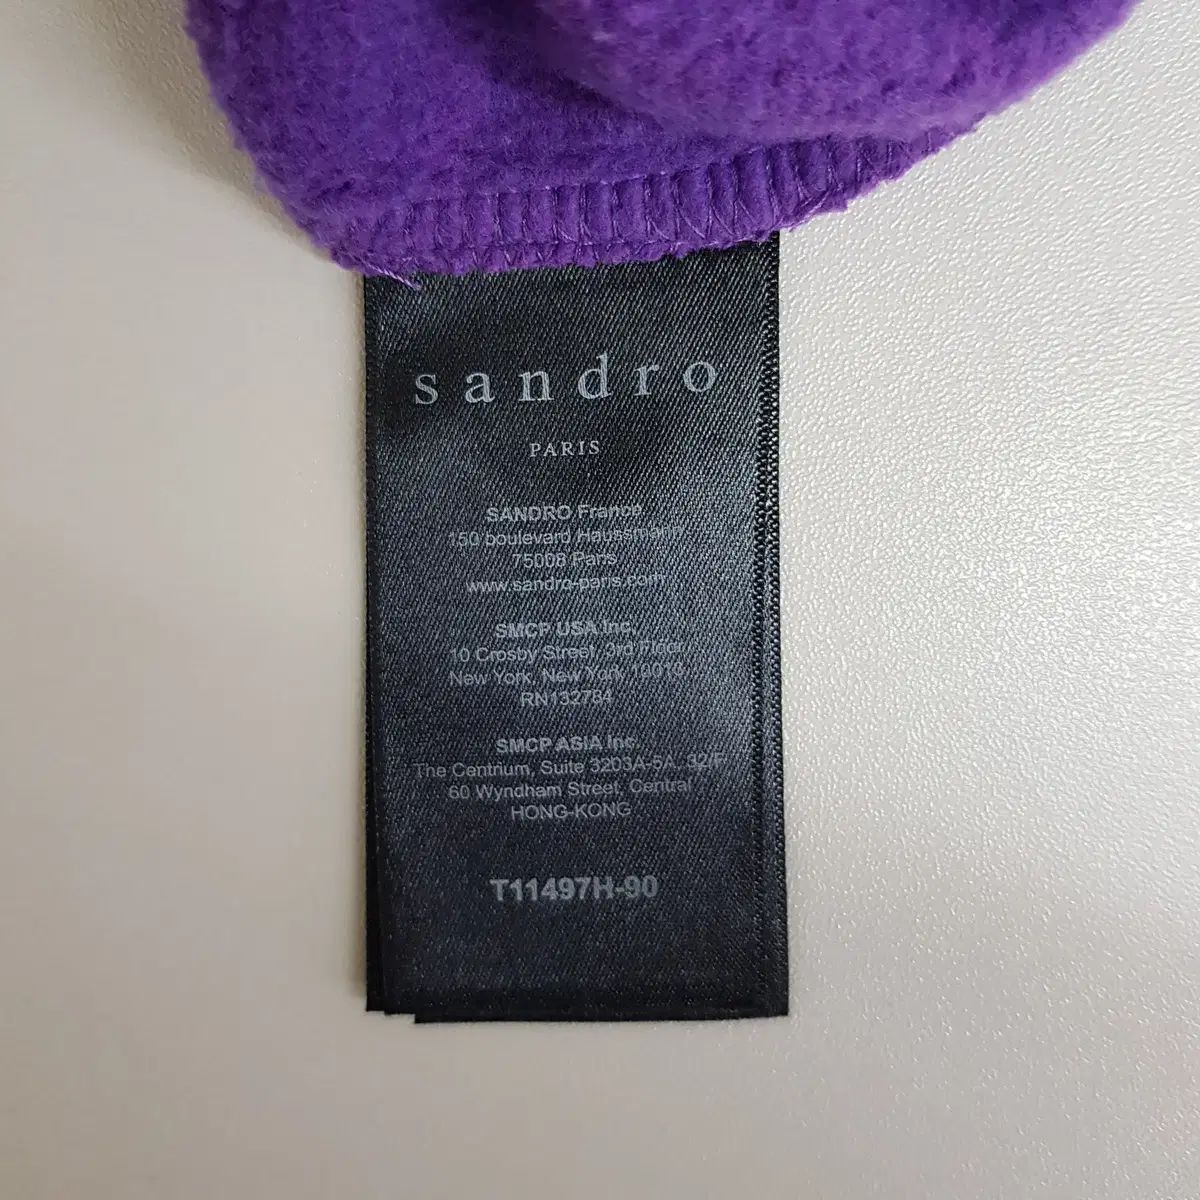 sandro
PARIS
SANDRO France
150 boulevard Haussmann
75008 Paris
www.sandro-paris.com
SMCP USA Inc.
10 Crosby Street, 3rd Floor
New York, New York 10010
RN132784
SMCP ASIA Inc
The Centrium, Suite 3203A-5A. 32/F
60 Wyndham Street, Central
HONG-KONG
T11497H-90